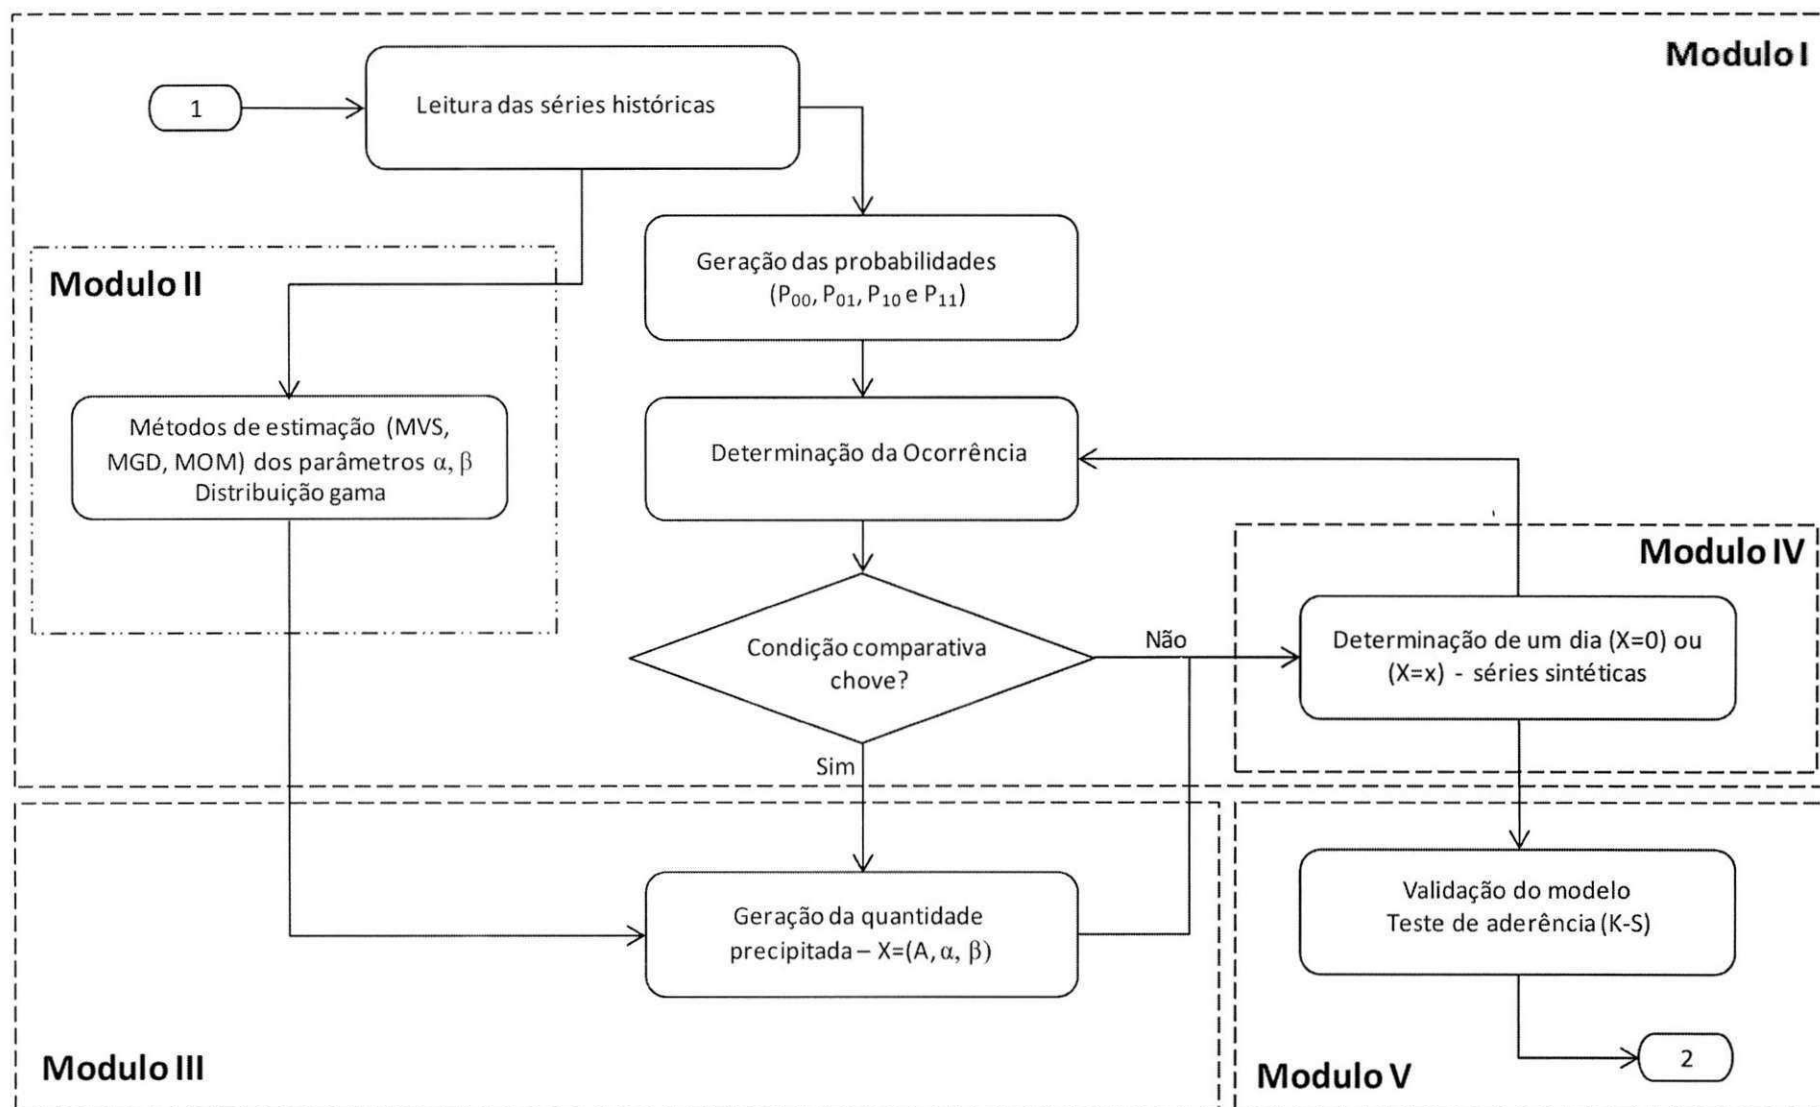 Modulo I
1
Leitura das séries históricas
Modulo II
Geração das probabilidades
(P₀₀, P₀₁, P₁₀ e P₁₁)
Métodos de estimação (MVS,
MGD, MOM) dos parâmetros α, β
Distribuição gama
Determinação da Ocorrência
Modulo IV
Condição comparativa
chove?
Não
Determinação de um dia (X=0) ou
(X=x) - séries sintéticas
Sim
Geração da quantidade
precipitada – X=(A, α, β)
Validação do modelo
Teste de aderência (K-S)
Modulo III
Modulo V
2